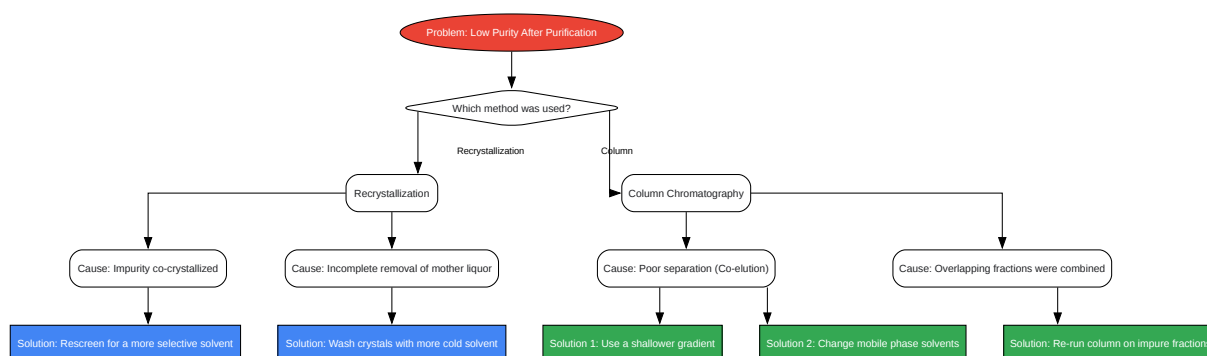 Problem: Low Purity After Purification
Which method was used?
Recrystallization
Column
Recrystallization
Column Chromatography
Cause: Impurity co-crystallized
Cause: Incomplete removal of mother liquor
Cause: Poor separation (Co-elution)
Cause: Overlapping fractions were combined
Solution: Rescreen for a more selective solvent
Solution: Wash crystals with more cold solvent
Solution 1: Use a shallower gradient
Solution 2: Change mobile phase solvents
Solution: Re-run column on impure fractions